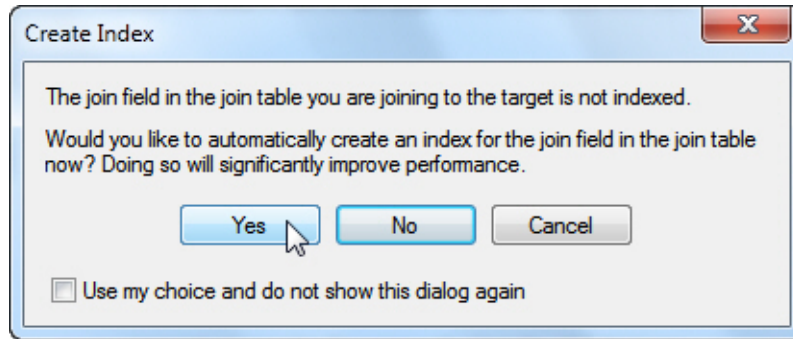 Create Index
The join field in the join table you are joining to the target is not indexed.
Would you like to automatically create an index for the join field in the join table
now? Doing so will significantly improve performance.
Yes No Cancel
Use my choice and do not show this dialog again